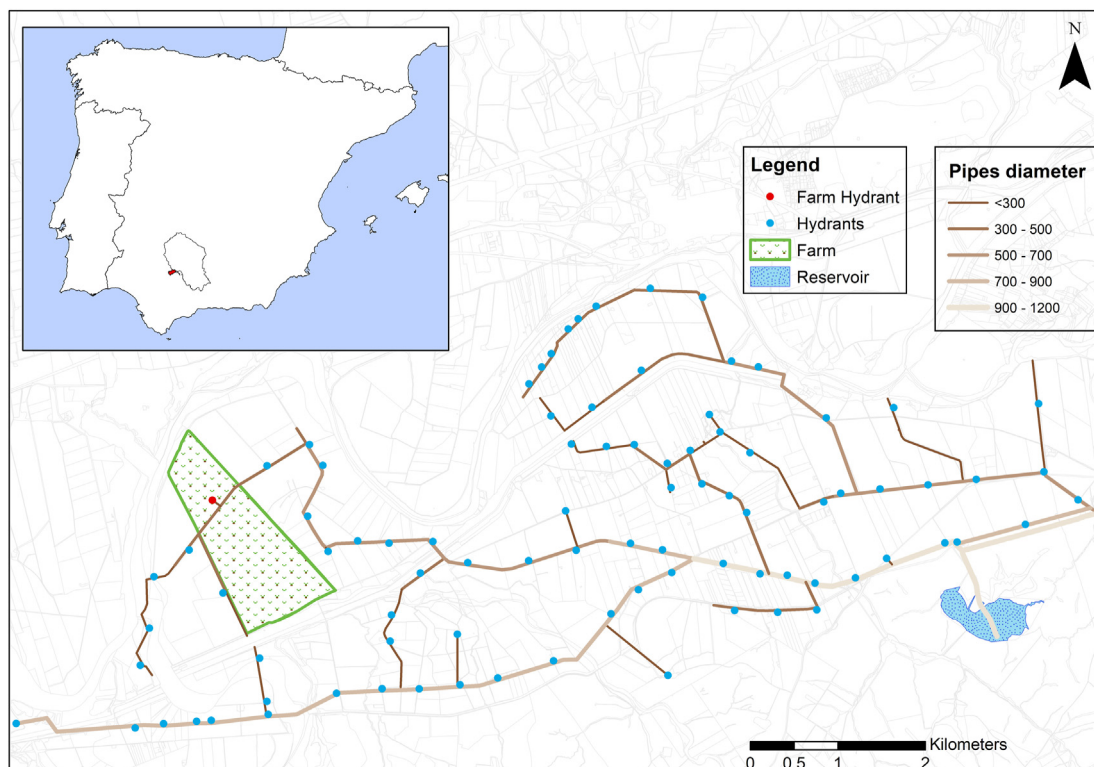 N
Legend
Farm Hydrant
Hydrants
Farm
Reservoir
Pipes diameter
<300
300 - 500
500 - 700
700 - 900
900 - 1200
Kilometers
0 0.5 1 2